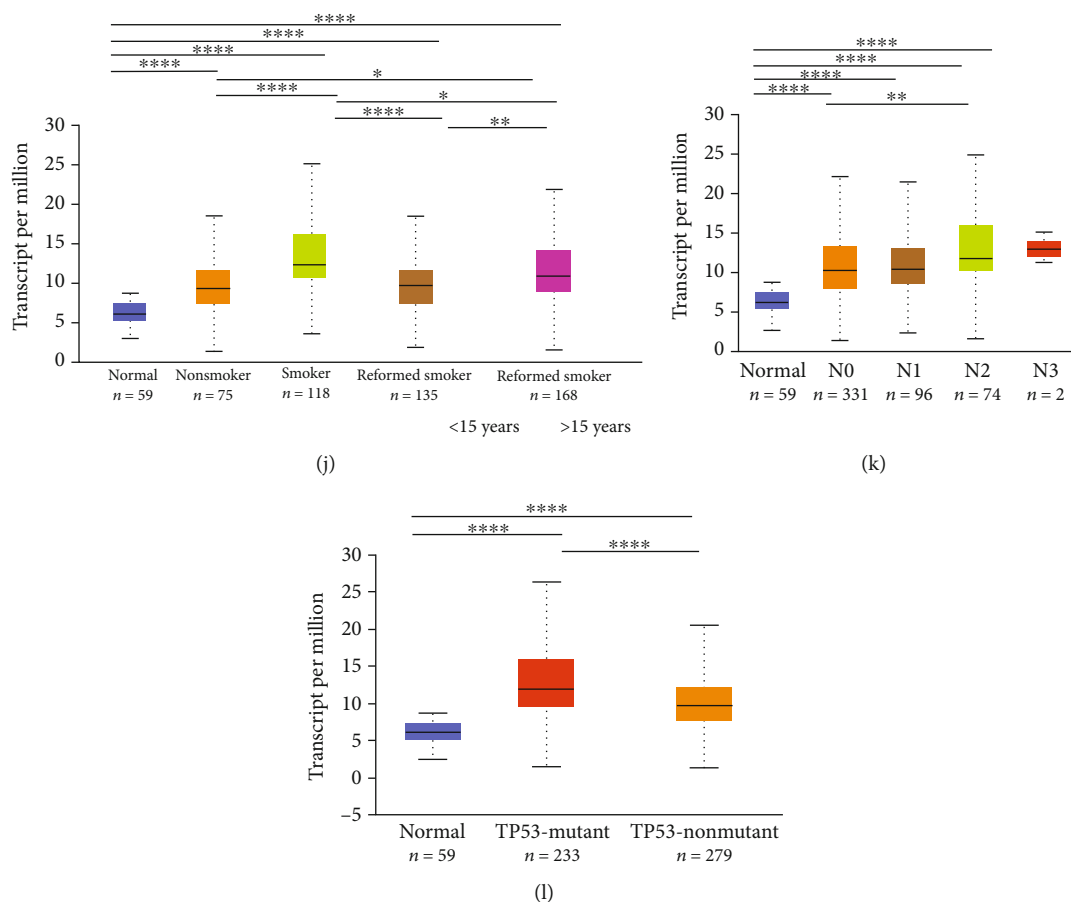 ****
****
****
****
*
****
*
****
**
Transcript per million
30
25
20
15
10
5
0
Normal
n = 59
Nonsmoker
n = 75
Smoker
n = 118
Reformed smoker
n = 135
Reformed smoker
n = 168
<15 years
>15 years
(j)
****
****
****
****
**
Transcript per million
30
25
20
15
10
5
0
Normal
n = 59
N0
n = 331
N1
n = 96
N2
n = 74
N3
n = 2
(k)
****
****
****
Transcript per million
30
25
20
15
10
5
0
–5
Normal
n = 59
TP53-mutant
n = 233
TP53-nonmutant
n = 279
(l)